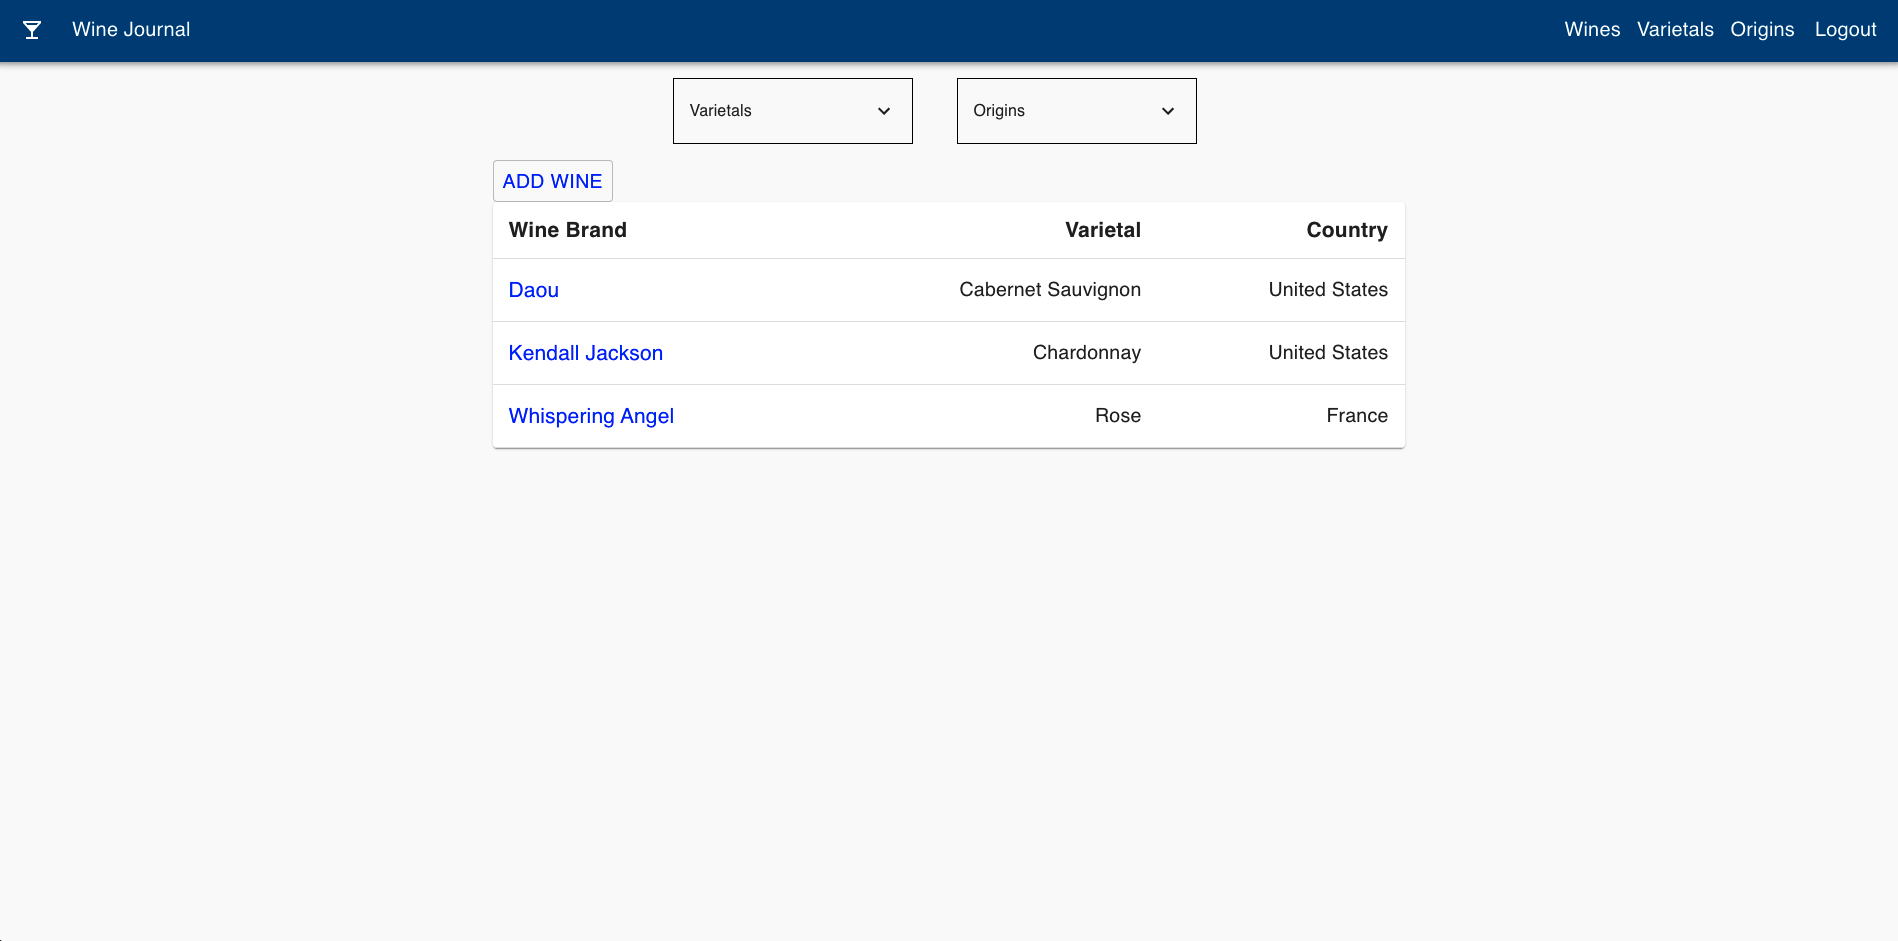 Wine Journal Wines Varietals Origins Logout
Varietals Origins
ADD WINE
Wine Brand Varietal Country
Daou Cabernet Sauvignon United States
Kendall Jackson Chardonnay United States
Whispering Angel Rose France